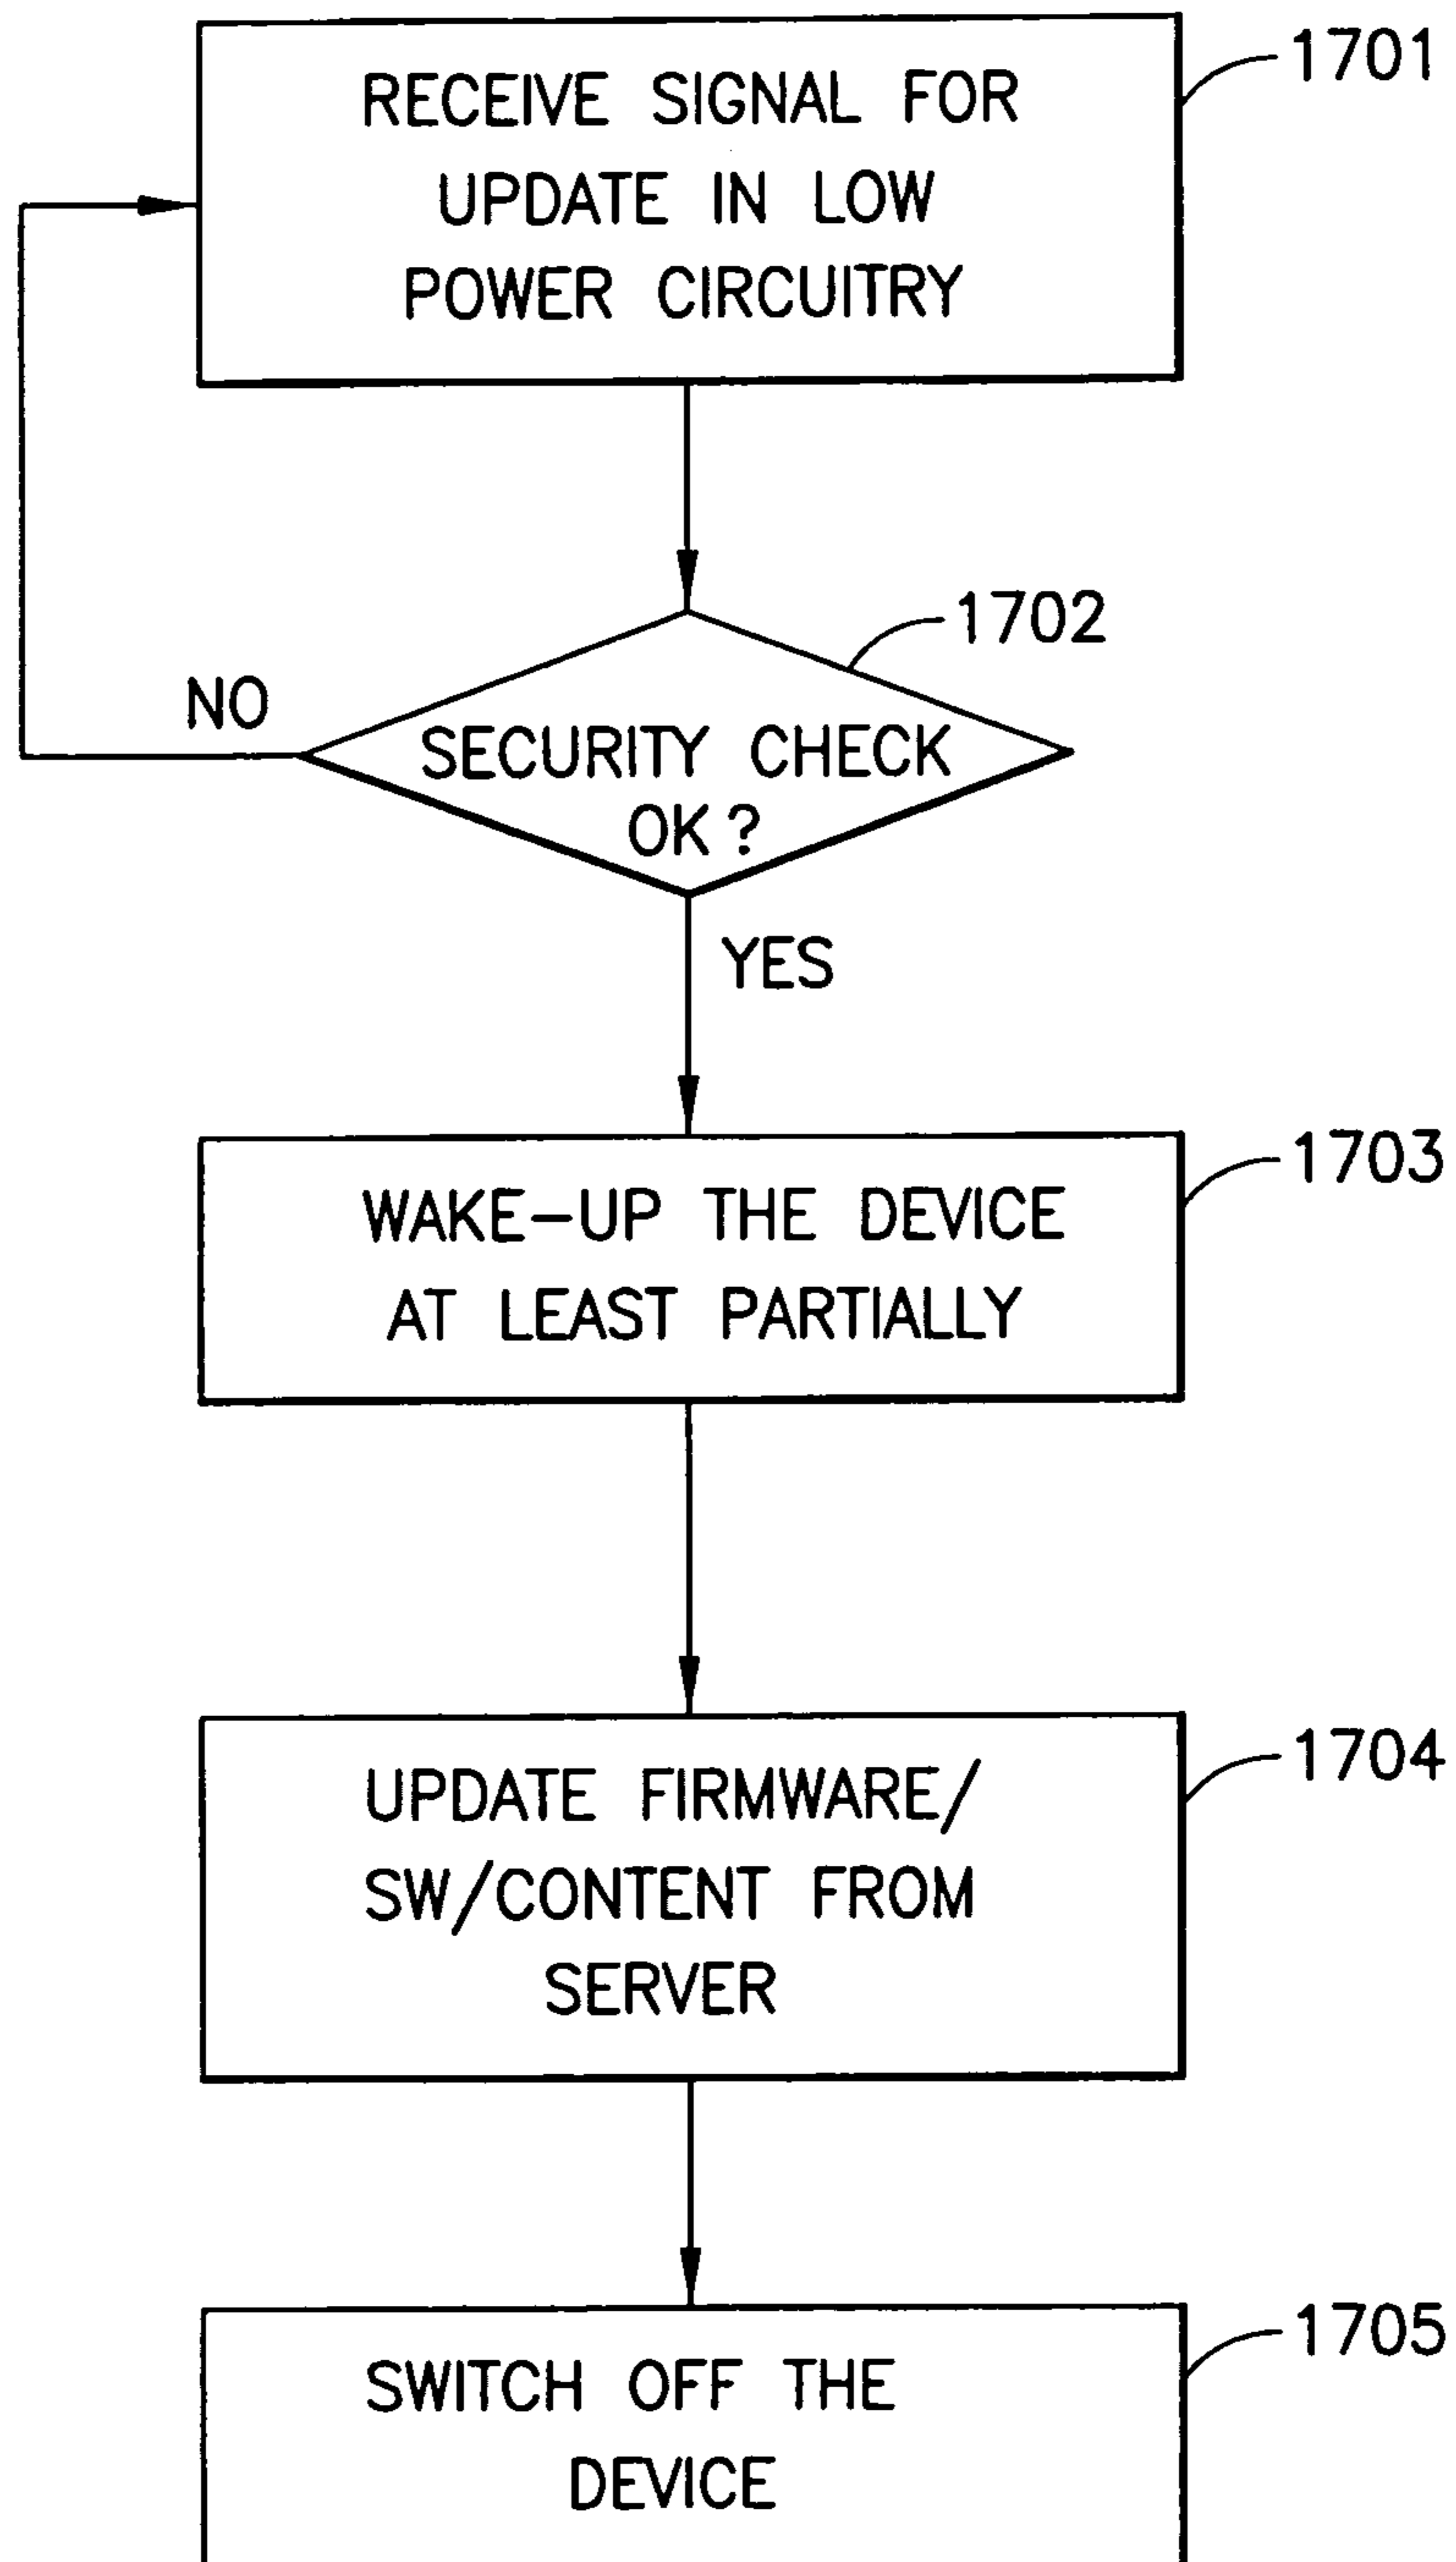 RECEIVE SIGNAL FOR
UPDATE IN LOW
POWER CIRCUITRY
1701
1702
SECURITY CHECK
OK?
NO
YES
WAKE-UP THE DEVICE
AT LEAST PARTIALLY
1703
UPDATE FIRMWARE/
SW/CONTENT FROM
SERVER
1704
SWITCH OFF THE
DEVICE
1705